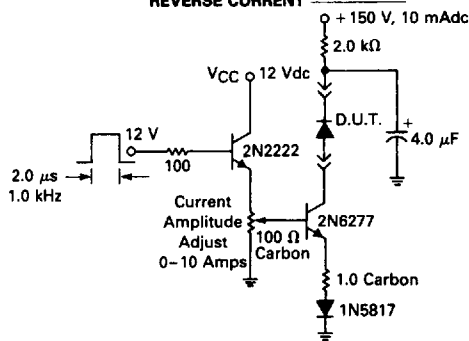 REVERSE CURRENT
+ 150 V, 10 mAdc
2.0 kΩ
VCC 12 Vdc
D.U.T.
+
4.0 μF
12 V
100
2N2222
2.0 μs
1.0 kHz
Current
Amplitude
Adjust
0–10 Amps
100 Ω
Carbon
2N6277
1.0 Carbon
1N5817